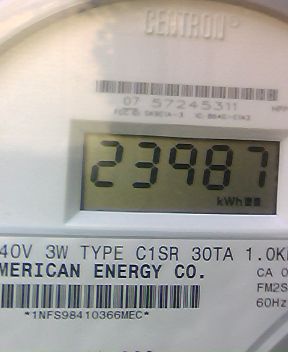 CENTRON
07 57245311
23987
kWh
40V 3W TYPE C1SR 30TA 1.0K
MERICAN ENERGY CO.
CA 0
FM2S
60Hz
*1NFS98410366MEC*